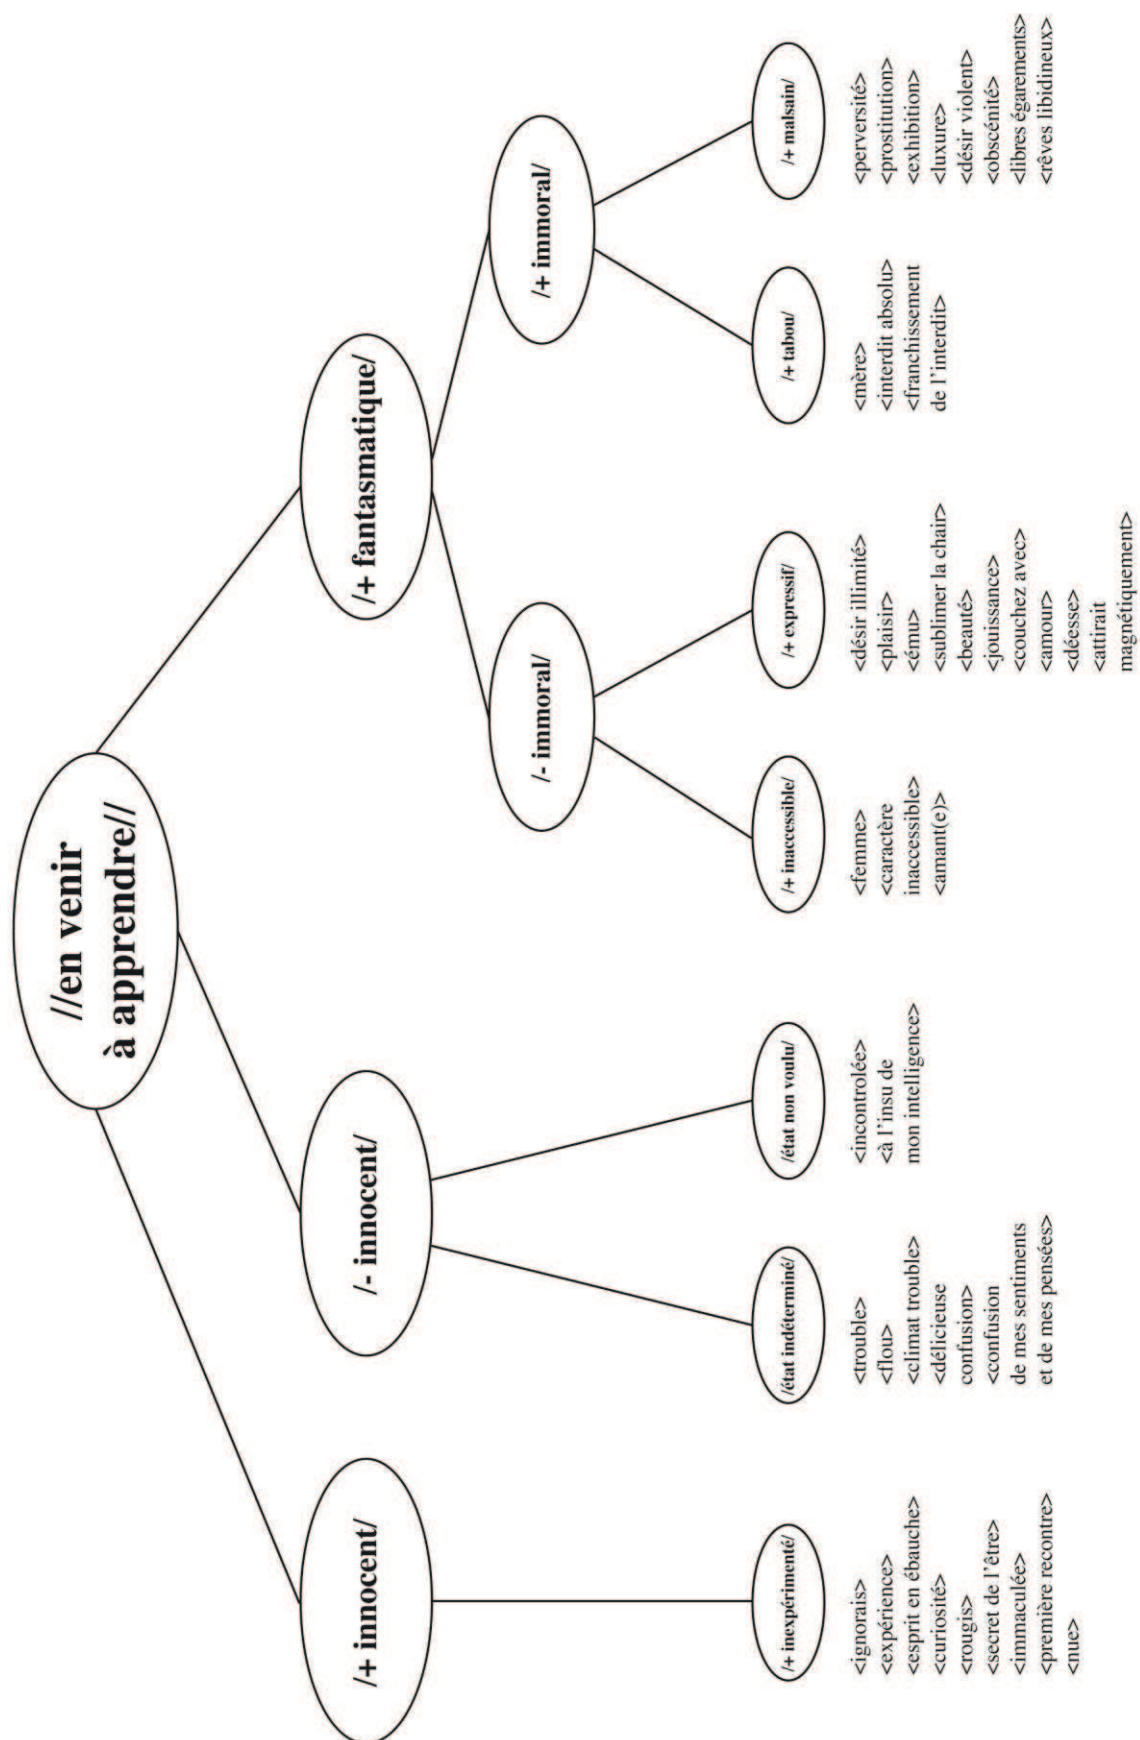 //en venir
à apprendre//
/+ innocent/
/- innocent/
/+ fantasmatique/
/- immoral/
/+ immoral/
/+ inexpérimenté/
/état indéterminé/
/état non voulu/
/+ inaccessible/
/+ expressif/
/+ tabou/
/+ malsain/
<ignorais>
<expérience>
<esprit en ébauche>
<curiosité>
<rougis>
<secret de l'être>
<immaculée>
<première recontre>
<nue>
<trouble>
<flou>
<climat trouble>
<délicieuse
confusion>
<confusion
de mes sentiments
et de mes pensées>
<incontrolée>
<à l'insu de
mon intelligence>
<femme>
<caractère
inaccessible>
<amant(e)>
<désir illimité>
<plaisir>
<ému>
<sublimer la chair>
<beauté>
<jouissance>
<couchez avec>
<amour>
<déesse>
<attirait
magnétiquement>
<mère>
<interdit absolu>
<franchissement
de l'interdit>
<perversité>
<prostitution>
<exhibition>
<luxure>
<désir violent>
<obscénité>
<libres égarements>
<rêves libidineux>